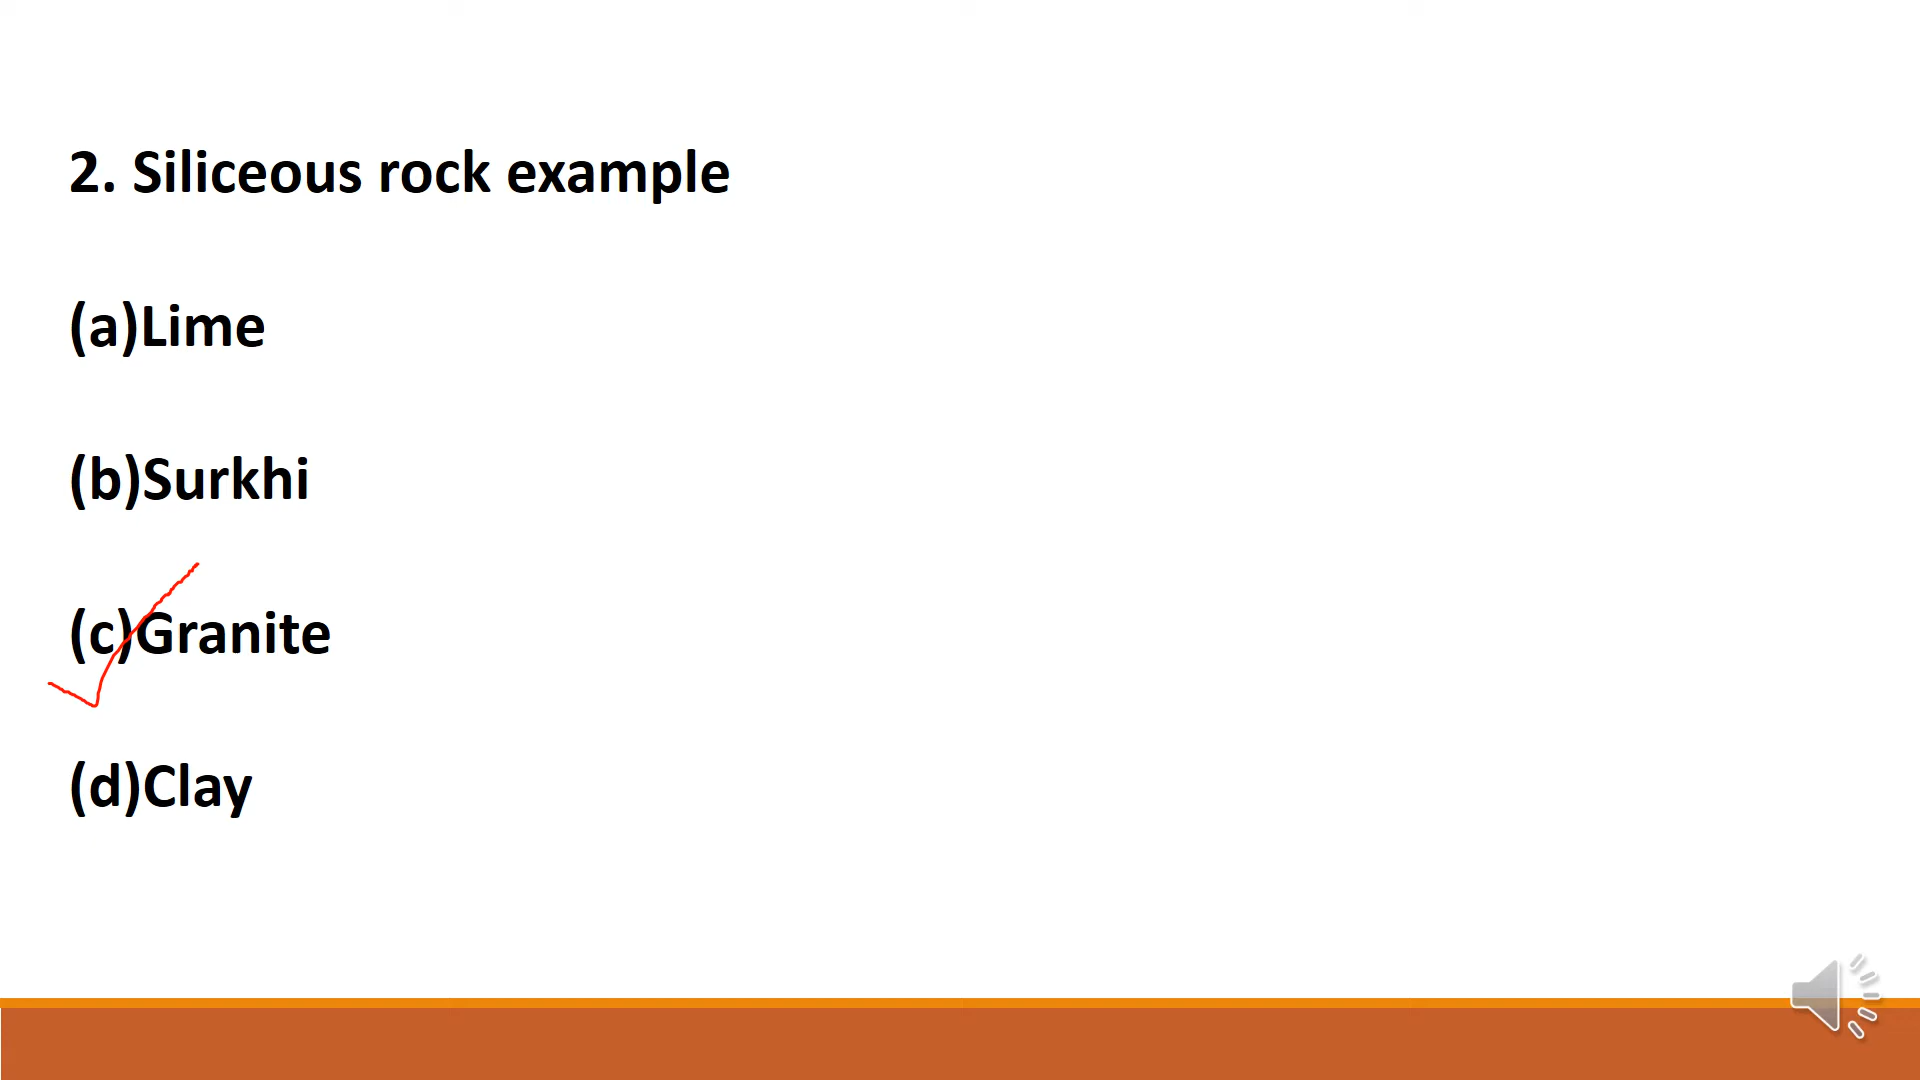 2. Siliceous rock example
(a)Lime
(b)Surkhi
(c)Granite
(d)Clay